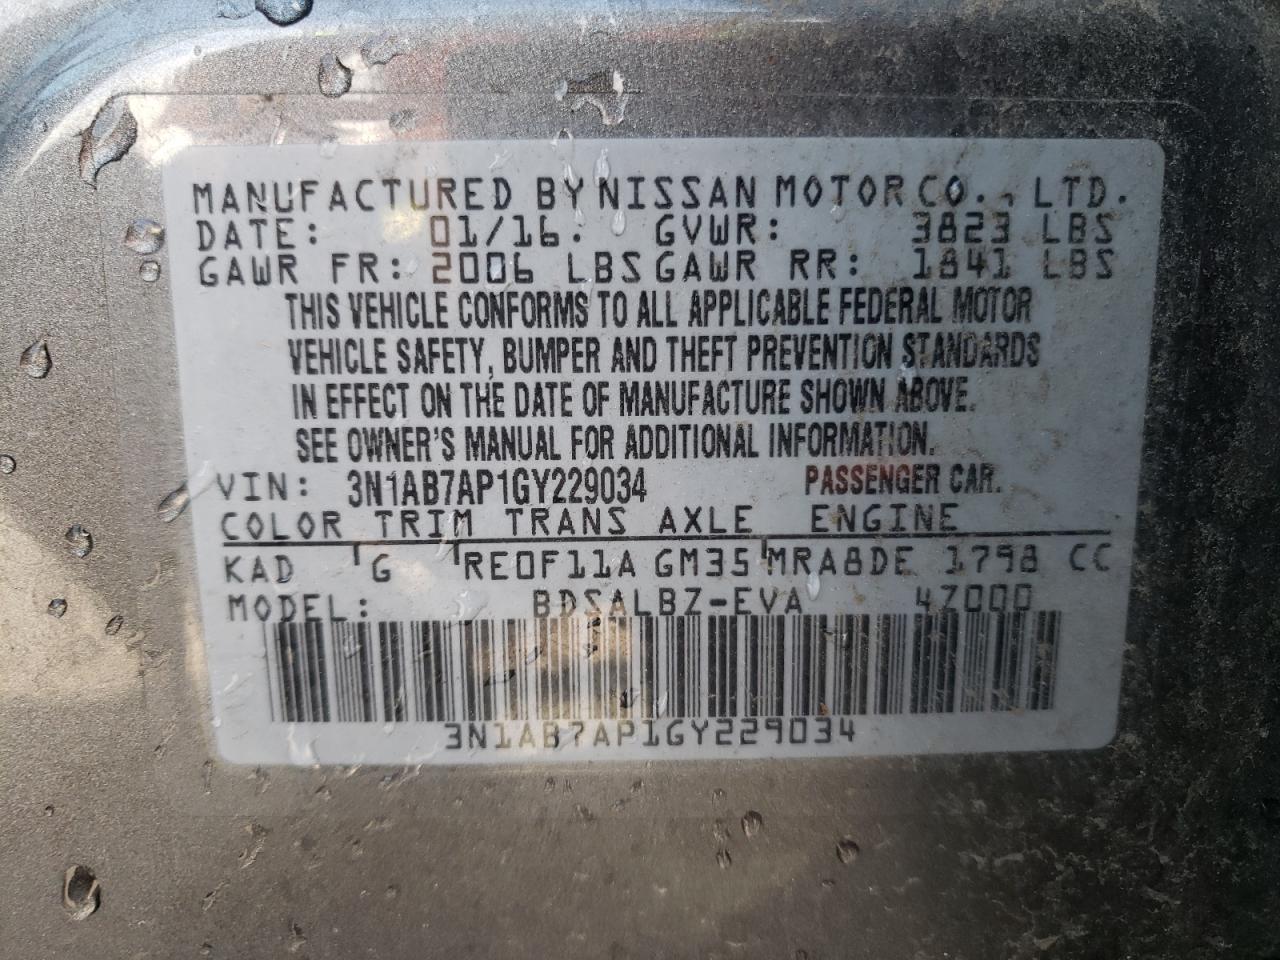 MANUFACTURED BY NISSAN MOTOR CO., LTD.
DATE: 01/16. GVWR: 3823 LBS
GAWR FR: 2006 LBS GAWR RR: 1841 LBS
THIS VEHICLE CONFORMS TO ALL APPLICABLE FEDERAL MOTOR
VEHICLE SAFETY, BUMPER AND THEFT PREVENTION STANDARDS
IN EFFECT ON THE DATE OF MANUFACTURE SHOWN ABOVE.
SEE OWNER'S MANUAL FOR ADDITIONAL INFORMATION.
VIN: 3N1AB7AP1GY229034 PASSENGER CAR.
COLOR TRIM TRANS AXLE ENGINE
KAD G RE0F11A GM35 MRA8DE 1798 CC
MODEL: BDSALBZ-EVA 4Z000
3N1AB7AP1GY229034